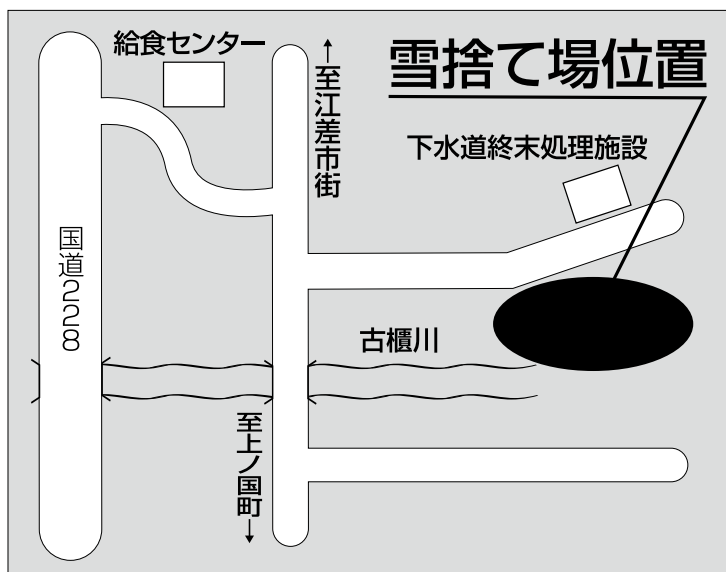 雪捨て場位置
給食センター
←至江差市街
下水道終末処理施設
国道228
古櫃川
至上ノ国町→